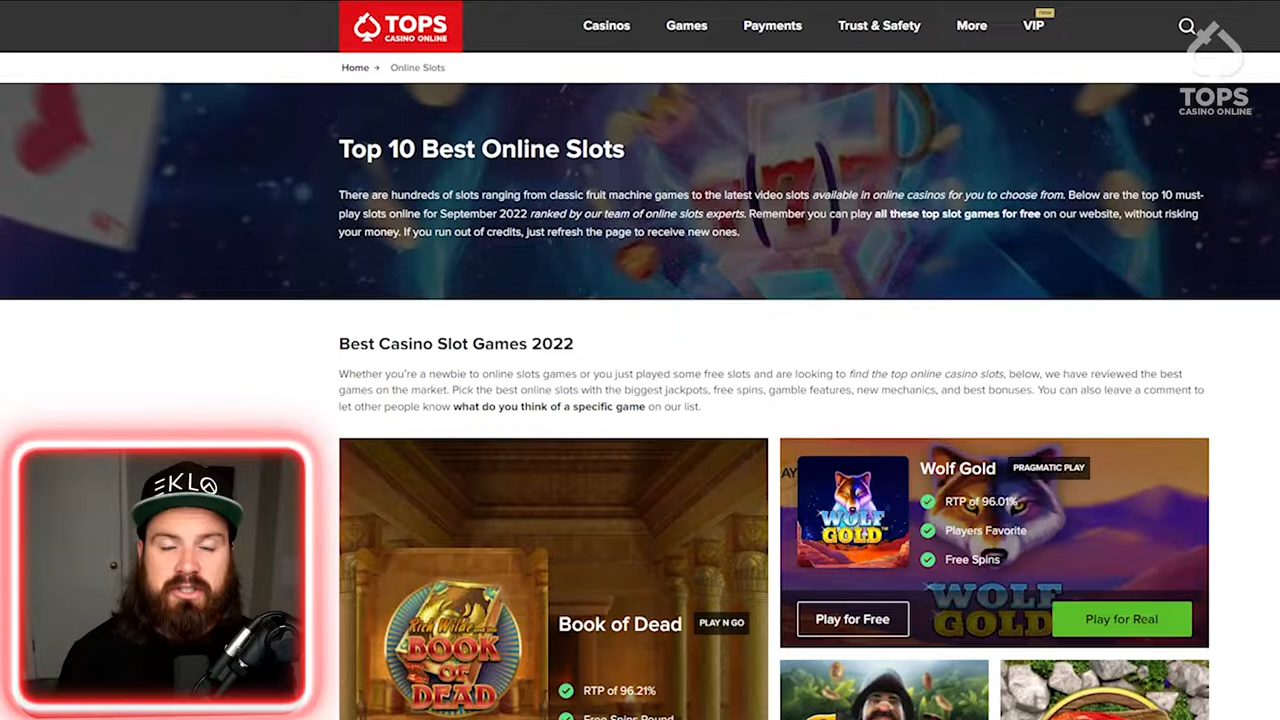 TOPS
CASINO ONLINE
Casinos
Games
Payments
Trust & Safety
More
VIP
new
TOPS
CASINO ONLINE
Home
Online Slots
Top 10 Best Online Slots
There are hundreds of slots ranging from classic fruit machine games to the latest video slots available in online casinos for you to choose from. Below are the top 10 must-
play slots online for September 2022 ranked by our team of online slots experts. Remember you can play all these top slot games for free on our website, without risking
your money. If you run out of credits, just refresh the page to receive new ones.
Best Casino Slot Games 2022
Whether you're a newbie to online slots games or you just played some free slots and are looking to find the top online casino slots, below, we have reviewed the best
games on the market. Pick the best online slots with the biggest jackpots, free spins, gamble features, new mechanics, and best bonuses. You can also leave a comment to
let other people know what do you think of a specific game on our list.
Rich Wilde
BOOK
OF
DEAD
Book of Dead
PLAY N GO
RTP of 96.21%
Free Spins Round
WOLF
GOLD
Wolf Gold
PRAGMATIC PLAY
RTP of 96.01%
Players Favorite
Free Spins
WOLF
GOLD
Play for Free
Play for Real
EKLO